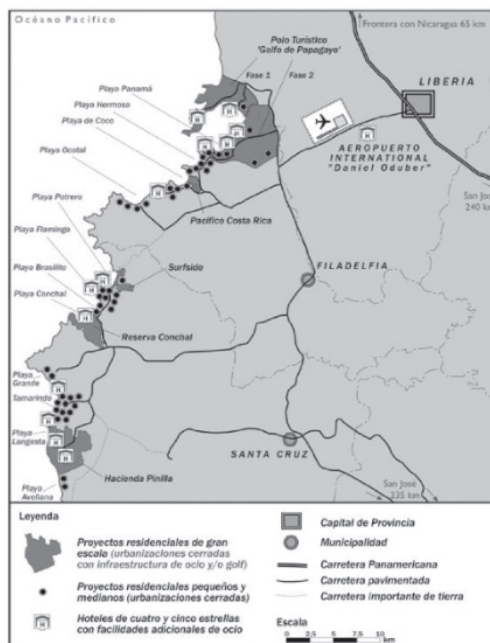 Océano Pacífico
Frontera con Nicaragua 65 km
Polo Turístico
'Golfo de Papagayo'
Fase 1
Fase 2
LIBERIA
Playa Panamá
Playa Hermosa
Playa de Coco
AEROPUERTO
INTERNATIONAL
"Daniel Oduber"
Playa Ocotal
San José
240 km
Pacífico Costa Rica
Playa Potrero
Playa Flamingo
Surfside
FILADELFIA
Playa Brasilito
Playa Conchal
Reserva Conchal
Playa
Grande
Tamarindo
Playa
Langosta
SANTA CRUZ
Hacienda Pinilla
Playa
Avellana
San José
235 km
Leyenda
Proyectos residenciales de gran
escala (urbanizaciones cerradas
con infraestructura de ocio y/o golf)
Proyectos residenciales pequeños y
medianos (urbanizaciones cerradas)
H
Hoteles de cuatro y cinco estrellas
con facilidades adicionales de ocio
Capital de Provincia
Municipalidad
Carretera Panamericana
Carretera pavimentada
Carretera importante de tierra
Escala
0 2,5 5 7,5 10 km